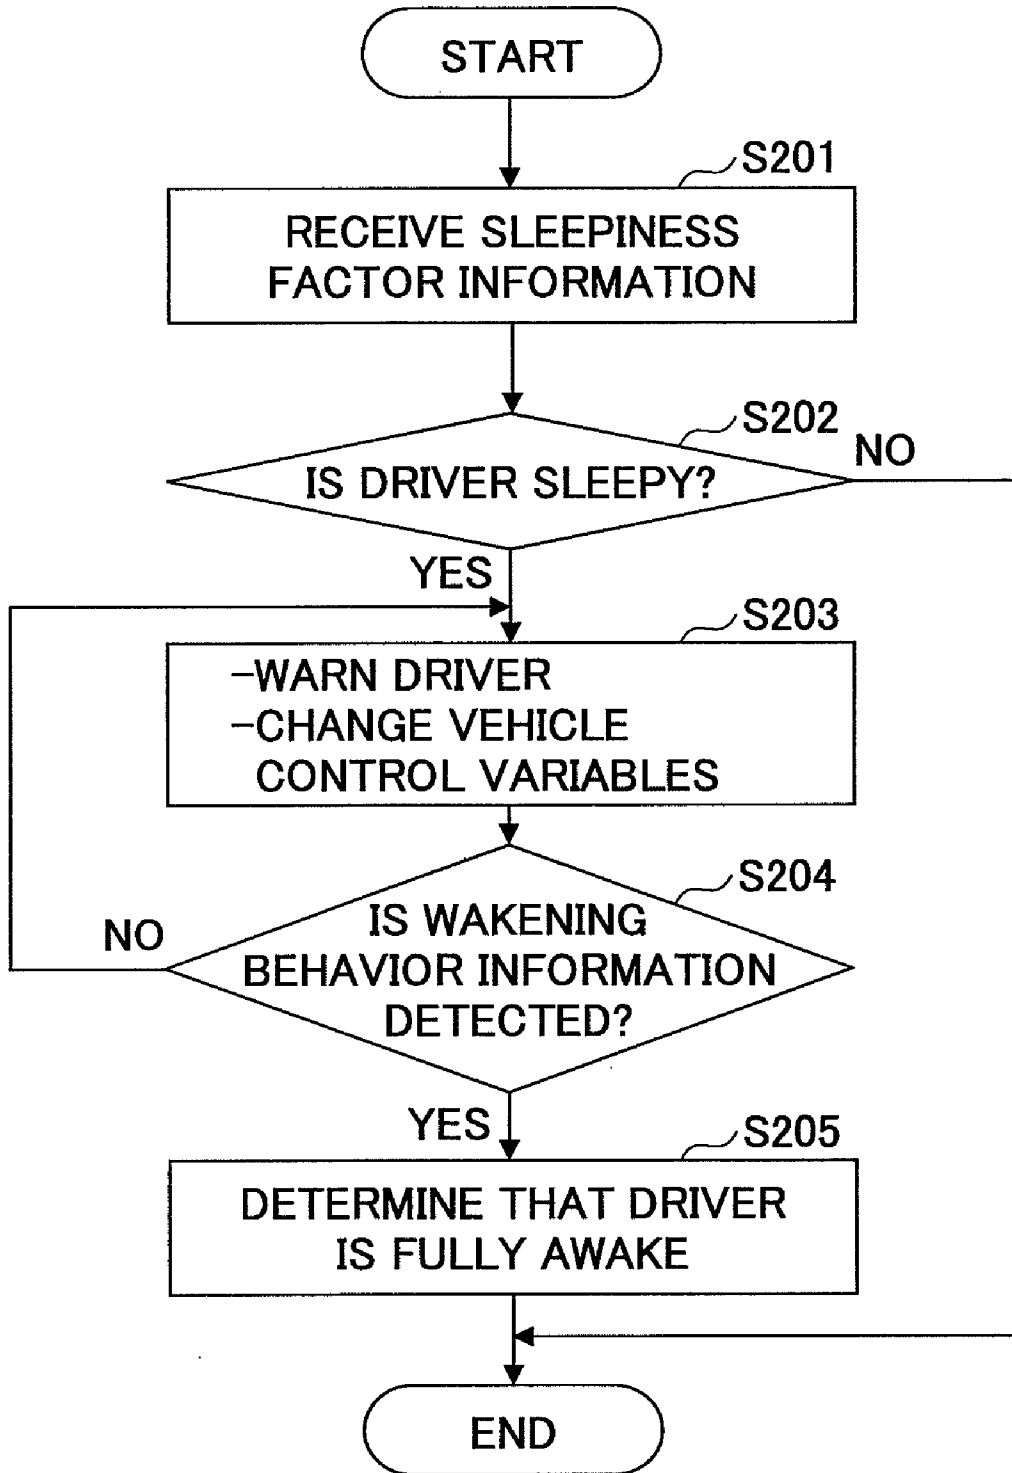 START
S201
RECEIVE SLEEPINESS
FACTOR INFORMATION
S202
IS DRIVER SLEEPY?
NO
YES
S203
-WARN DRIVER
-CHANGE VEHICLE
CONTROL VARIABLES
S204
IS WAKENING
BEHAVIOR INFORMATION
DETECTED?
NO
YES
S205
DETERMINE THAT DRIVER
IS FULLY AWAKE
END